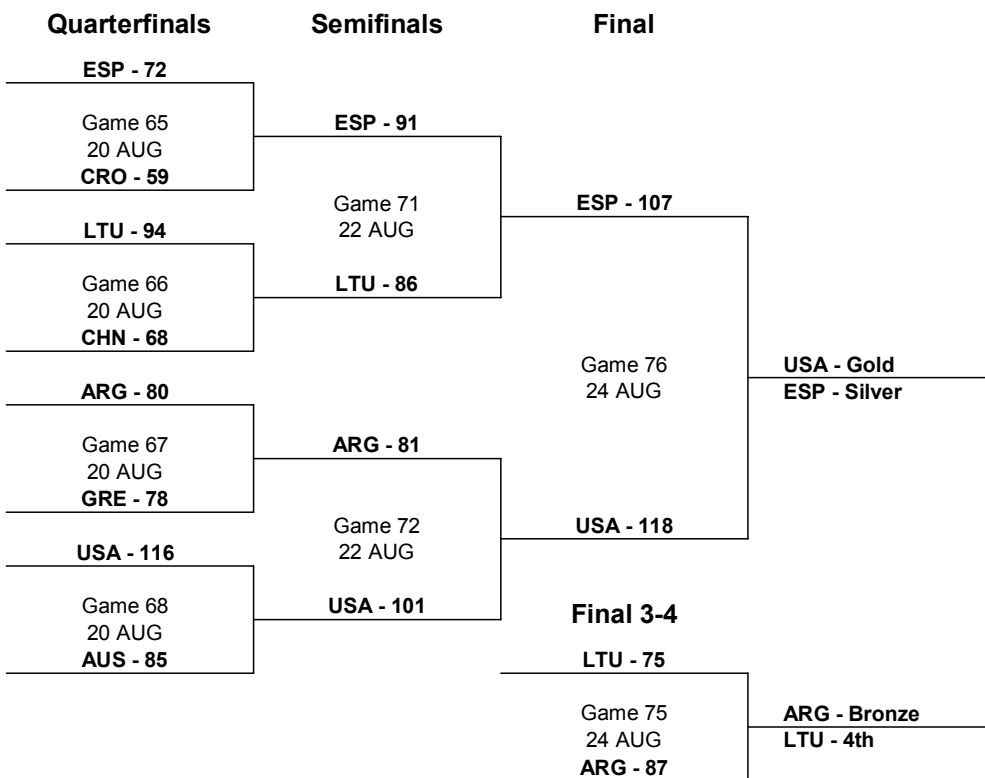 Quarterfinals
Semifinals
Final
ESP - 72
Game 65
20 AUG
CRO - 59
LTU - 94
Game 66
20 AUG
CHN - 68
ARG - 80
Game 67
20 AUG
GRE - 78
USA - 116
Game 68
20 AUG
AUS - 85
ESP - 91
Game 71
22 AUG
LTU - 86
ARG - 81
Game 72
22 AUG
USA - 101
ESP - 107
Game 76
24 AUG
USA - 118
USA - Gold
ESP - Silver
Final 3-4
LTU - 75
Game 75
24 AUG
ARG - 87
ARG - Bronze
LTU - 4th